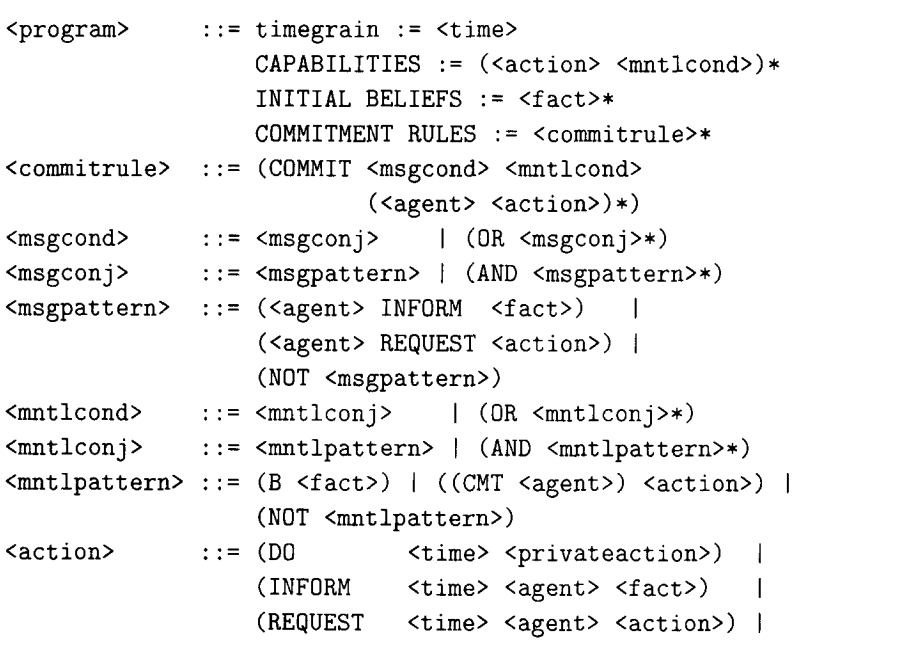 <program> ::= timegrain := <time>
CAPABILITIES := (<action> <mntlcond>)*
INITIAL BELIEFS := <fact>*
COMMITMENT RULES := <commitrule>*
<commitrule> ::= (COMMIT <msgcond> <mntlcond>
(<agent> <action>)*)
<msgcond> ::= <msgconj> | (OR <msgconj>*)
<msgconj> ::= <msgpattern> | (AND <msgpattern>*)
<msgpattern> ::= (<agent> INFORM <fact>) |
(<agent> REQUEST <action>) |
(NOT <msgpattern>)
<mntlcond> ::= <mntlconj> | (OR <mntlconj>*)
<mntlconj> ::= <mntlpattern> | (AND <mntlpattern>*)
<mntlpattern> ::= (B <fact>) | ((CMT <agent>) <action>) |
(NOT <mntlpattern>)
<action> ::= (DO <time> <privateaction>) |
(INFORM <time> <agent> <fact>) |
(REQUEST <time> <agent> <action>) |